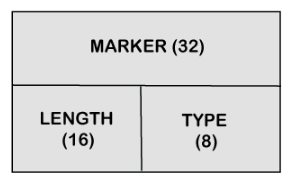 MARKER (32)
LENGTH
(16)
TYPE
(8)